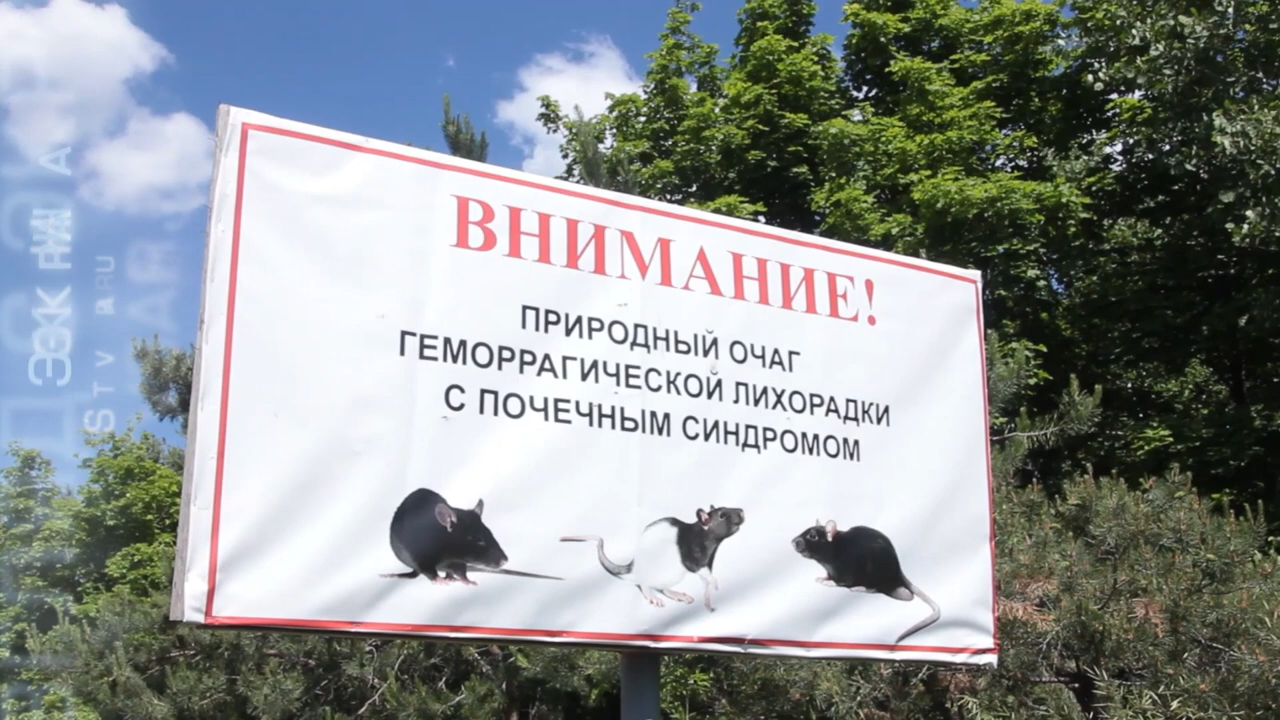 ВНИМАНИЕ!
ПРИРОДНЫЙ ОЧАГ
ГЕМОРРАГИЧЕСКОЙ ЛИХОРАДКИ
С ПОЧЕЧНЫМ СИНДРОМОМ